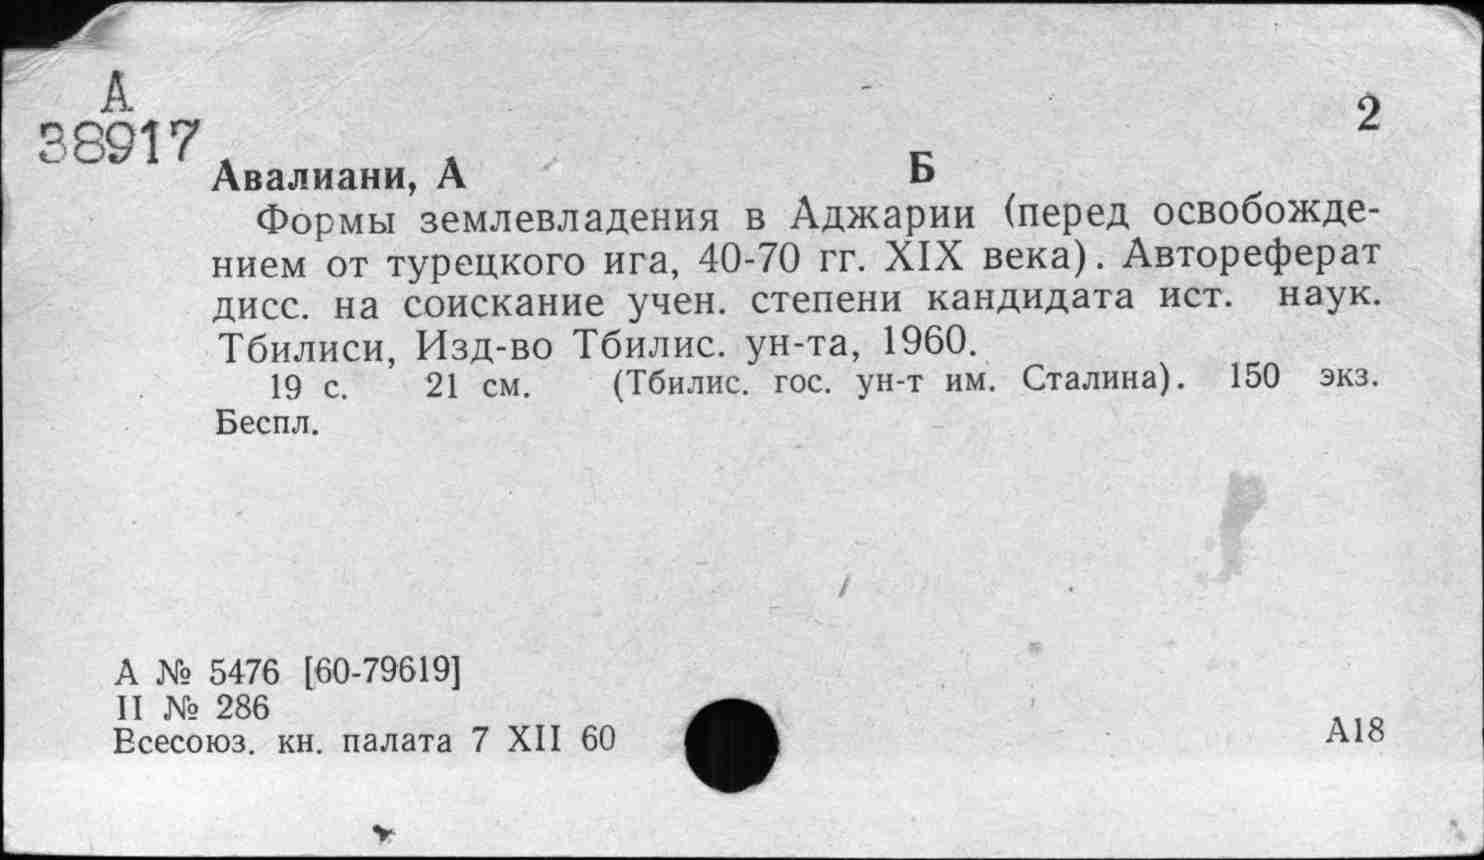 А
38917
2
Авалиани, А Б
Формы землевладения в Аджарии (перед освобожде-
нием от турецкого ига, 40-70 гг. XIX века). Автореферат
дисс. на соискание учен. степени кандидата ист. наук.
Тбилиси, Изд-во Тбилис. ун-та, 1960.
19 с. 21 см. (Тбилис. гос. ун-т им. Сталина). 150 экз.
Беспл.
А № 5476 [60-79619]
II № 286
Всесоюз. кн. палата 7 XII 60
А18